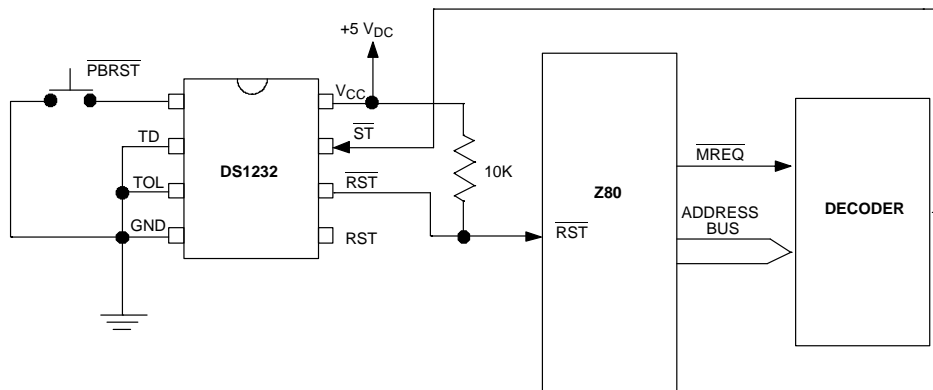 +5 VDC
PBRST
VCC
TD
ST
DS1232
10K
MREQ
TOL
RST
Z80
DECODER
ADDRESS
BUS
GND
RST
RST